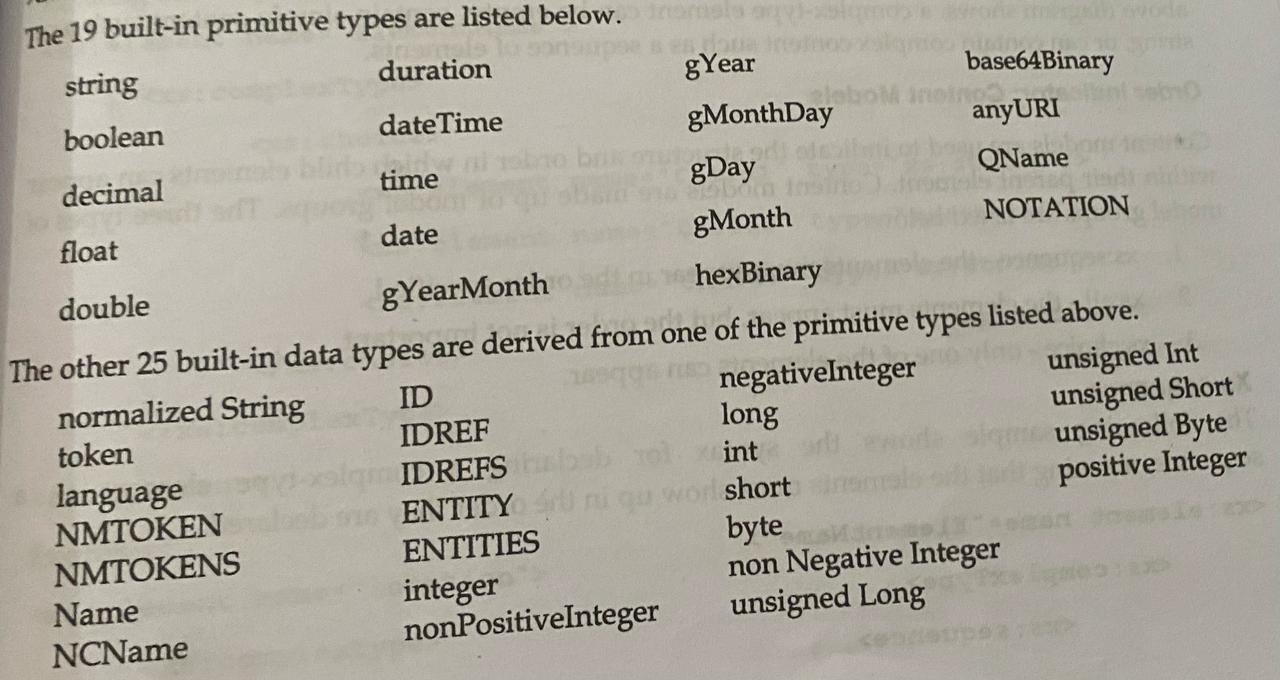 The 19 built-in primitive types are listed below.
string duration gYear base64Binary
boolean dateTime gMonthDay anyURI
decimal time gDay QName
float date gMonth NOTATION
double gYearMonth hexBinary
The other 25 built-in data types are derived from one of the primitive types listed above.
normalized String ID negativeInteger unsigned Int
token IDREF long unsigned Short
language IDREFS int unsigned Byte
NMTOKEN ENTITY short positive Integer
NMTOKENS ENTITIES byte
Name integer non Negative Integer
NCName nonPositiveInteger unsigned Long